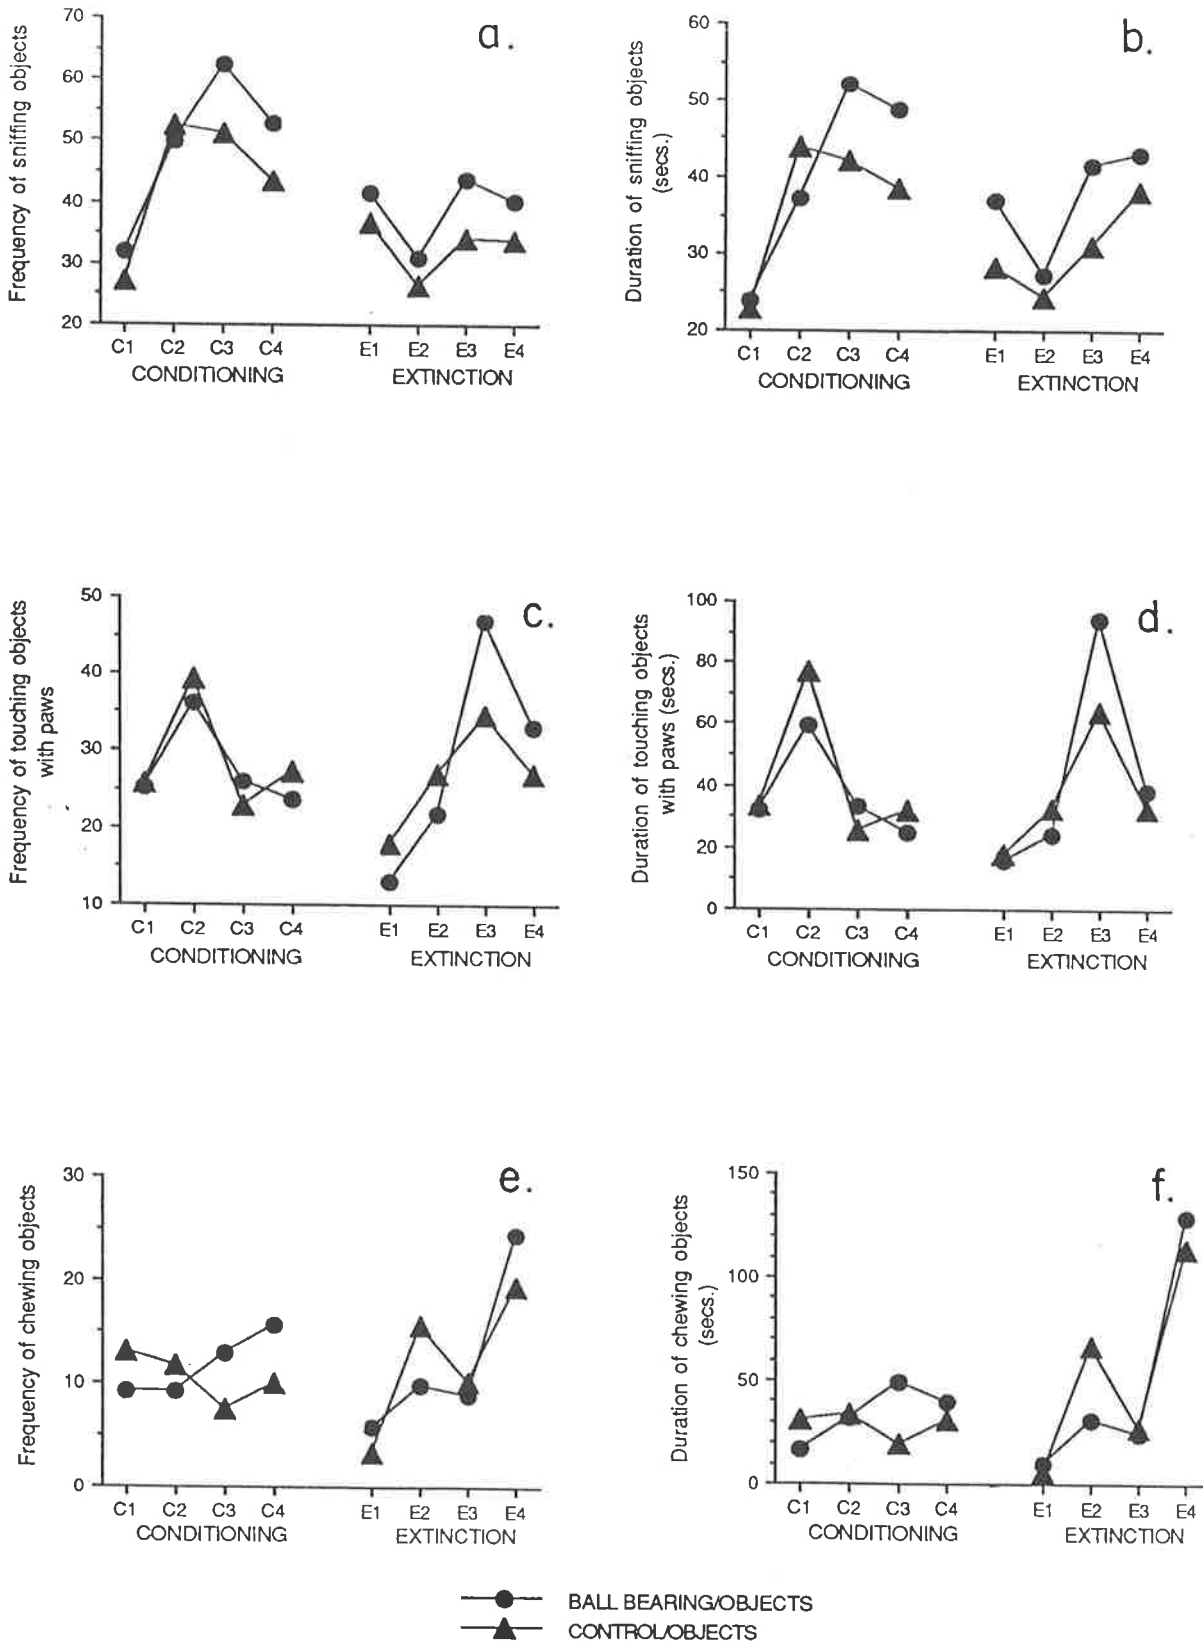 a.
Frequency of sniffing objects
70
60
50
40
30
20
C1 C2 C3 C4 E1 E2 E3 E4
CONDITIONING EXTINCTION
b.
Duration of sniffing objects
(secs.)
60
50
40
30
20
C1 C2 C3 C4 E1 E2 E3 E4
CONDITIONING EXTINCTION
c.
Frequency of touching objects
with paws
50
40
30
20
10
C1 C2 C3 C4 E1 E2 E3 E4
CONDITIONING EXTINCTION
d.
Duration of touching objects
with paws (secs.)
100
80
60
40
20
0
C1 C2 C3 C4 E1 E2 E3 E4
CONDITIONING EXTINCTION
e.
Frequency of chewing objects
30
20
10
0
C1 C2 C3 C4 E1 E2 E3 E4
CONDITIONING EXTINCTION
f.
Duration of chewing objects
(secs.)
150
100
50
0
C1 C2 C3 C4 E1 E2 E3 E4
CONDITIONING EXTINCTION
BALL BEARING/OBJECTS
CONTROL/OBJECTS